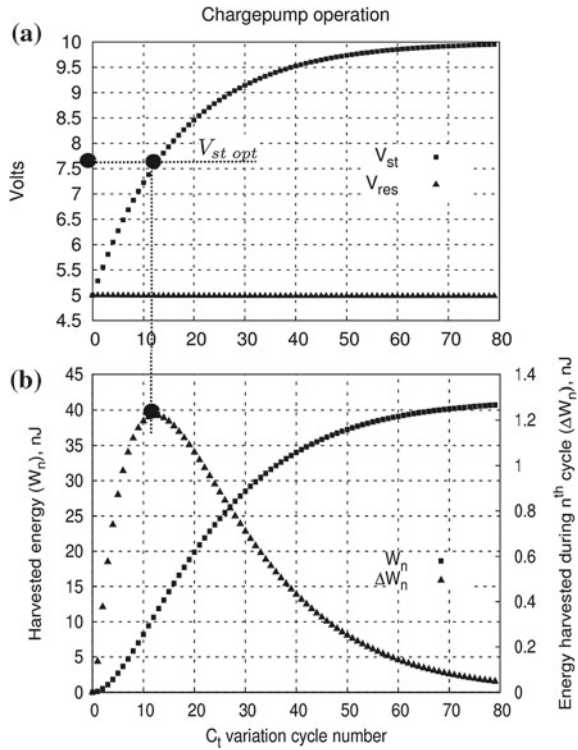 Chargepump operation
(a)
10
9.5
9
8.5
8
7.5
7
6.5
6
5.5
5
4.5
Volts
V_st opt
V_st
V_res
0 10 20 30 40 50 60 70 80
(b)
45
40
35
30
25
20
15
10
5
0
Harvested energy (W_n), nJ
1.4
1.2
1
0.8
0.6
0.4
0.2
0
Energy harvested during n^th cycle (ΔW_n), nJ
W_n
ΔW_n
0 10 20 30 40 50 60 70 80
C_t variation cycle number